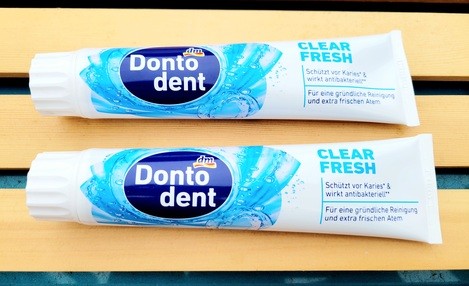 dm
Donto
dent
CLEAR
FRESH
Schützt vor Karies* &
wirkt antibakteriell**
Für eine gründliche Reinigung
und extra frischen Atem
dm
Donto
dent
CLEAR
FRESH
Schützt vor Karies* &
wirkt antibakteriell**
Für eine gründliche Reinigung
und extra frischen Atem